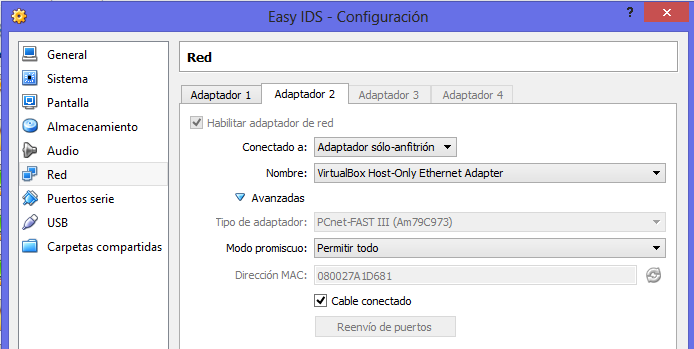 Easy IDS - Configuración
?
General
Sistema
Pantalla
Almacenamiento
Audio
Red
Puertos serie
USB
Carpetas compartidas
Red
Adaptador 1
Adaptador 2
Adaptador 3
Adaptador 4
Habilitar adaptador de red
Conectado a: Adaptador sólo-anfitrión
Nombre: VirtualBox Host-Only Ethernet Adapter
Avanzadas
Tipo de adaptador: PCnet-FAST III (Am79C973)
Modo promiscuo: Permitir todo
Dirección MAC: 080027A1D681
Cable conectado
Reenvío de puertos